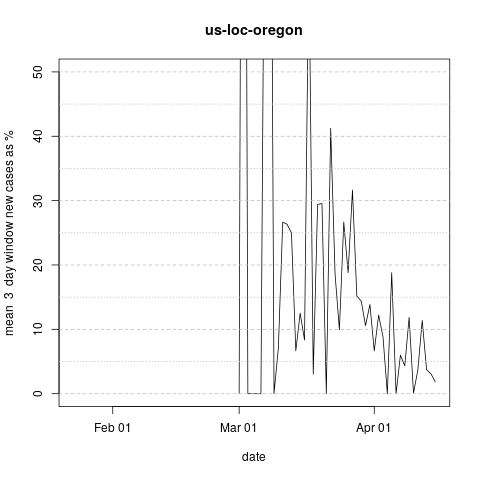 us-loc-oregon
mean 3 day window new cases as %
50
40
30
20
10
0
Feb 01
Mar 01
Apr 01
date